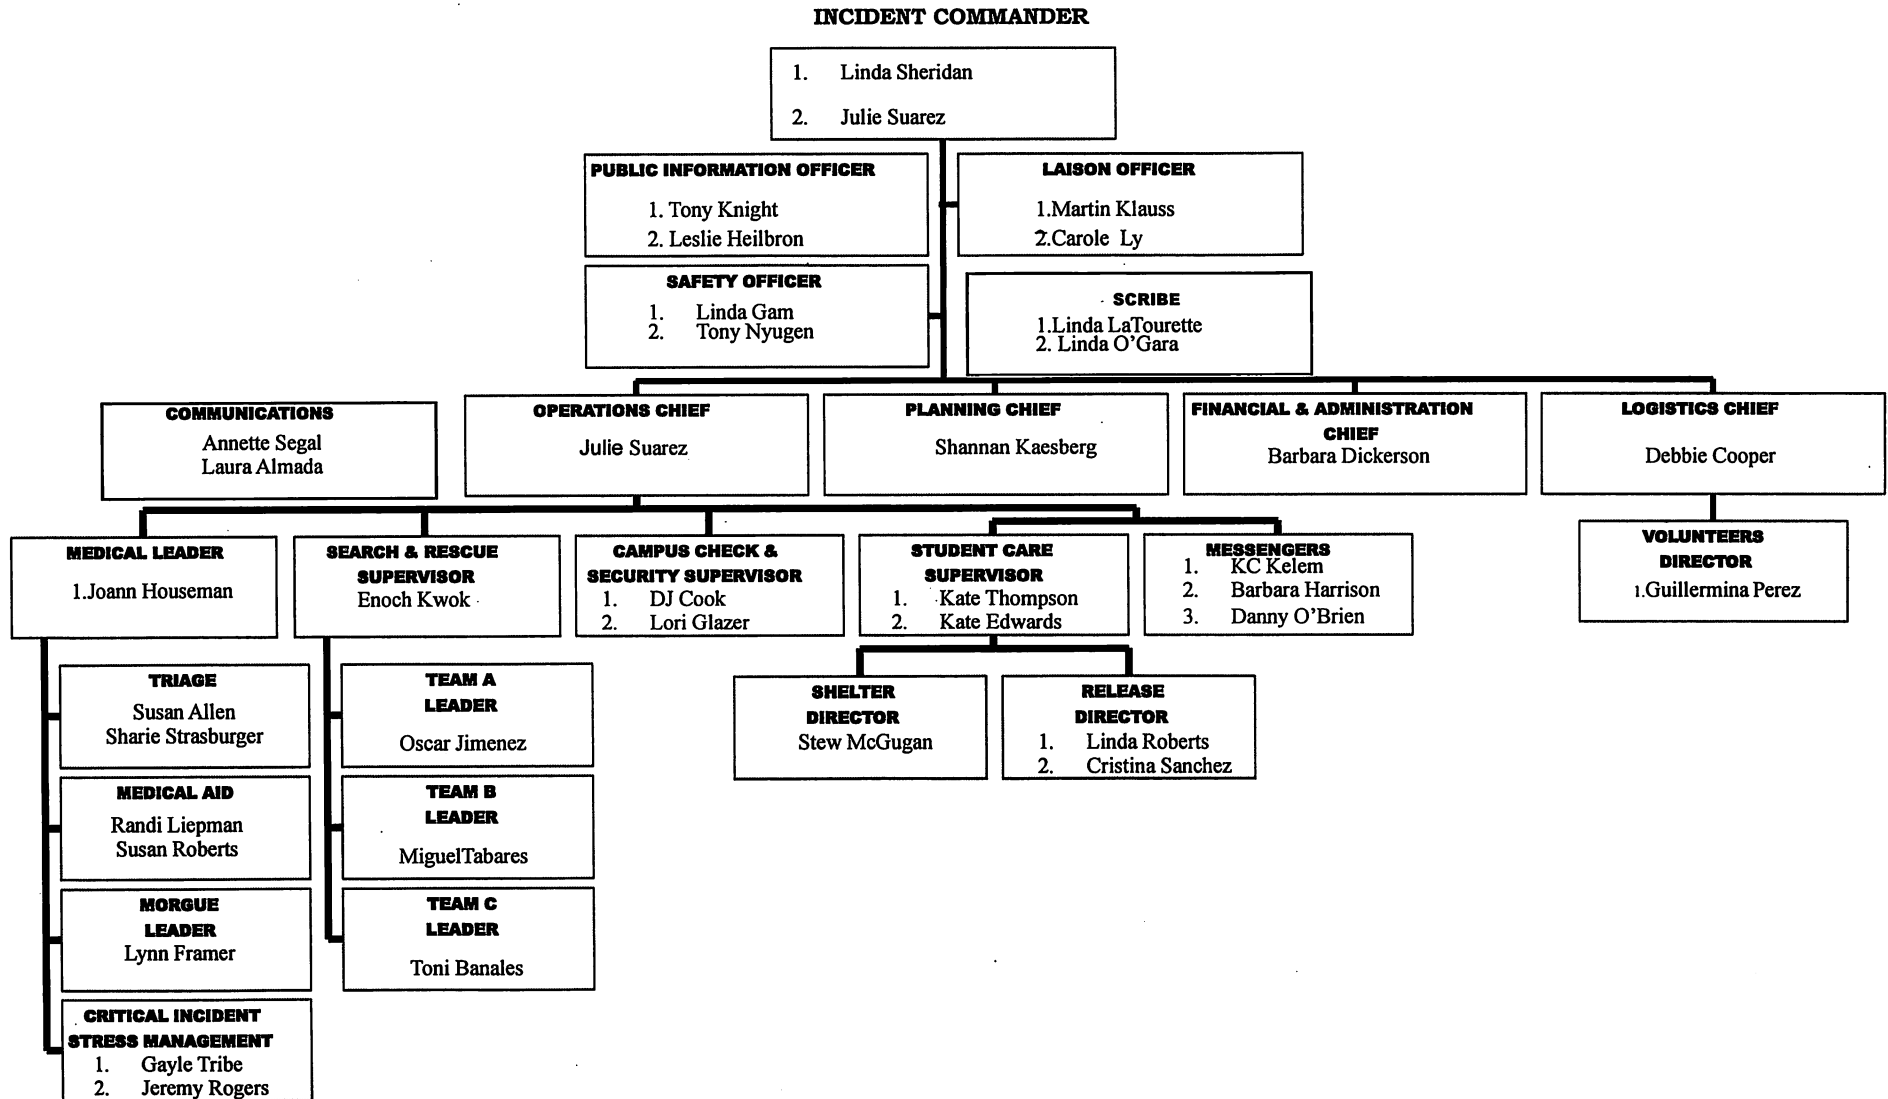 INCIDENT COMMANDER
1. Linda Sheridan
2. Julie Suarez
PUBLIC INFORMATION OFFICER
1. Tony Knight
2. Leslie Heilbron
LAISON OFFICER
1.Martin Klauss
2.Carole Ly
SAFETY OFFICER
1. Linda Gam
2. Tony Nyugen
SCRIBE
1.Linda LaTourette
2. Linda O'Gara
COMMUNICATIONS
Annette Segal
Laura Almada
OPERATIONS CHIEF
Julie Suarez
PLANNING CHIEF
Shannan Kaesberg
FINANCIAL & ADMINISTRATION
CHIEF
Barbara Dickerson
LOGISTICS CHIEF
Debbie Cooper
MEDICAL LEADER
1.Joann Houseman
SEARCH & RESCUE
SUPERVISOR
Enoch Kwok
CAMPUS CHECK &
SECURITY SUPERVISOR
1. DJ Cook
2. Lori Glazer
STUDENT CARE
SUPERVISOR
1. Kate Thompson
2. Kate Edwards
MESSENGERS
1. KC Kelem
2. Barbara Harrison
3. Danny O'Brien
VOLUNTEERS
DIRECTOR
1.Guillermina Perez
TRIAGE
Susan Allen
Sharie Strasburger
TEAM A
LEADER
Oscar Jimenez
SHELTER
DIRECTOR
Stew McGugan
RELEASE
DIRECTOR
1. Linda Roberts
2. Cristina Sanchez
MEDICAL AID
Randi Liepman
Susan Roberts
TEAM B
LEADER
MiguelTabares
MORGUE
LEADER
Lynn Framer
TEAM C
LEADER
Toni Banales
CRITICAL INCIDENT
STRESS MANAGEMENT
1. Gayle Tribe
2. Jeremy Rogers